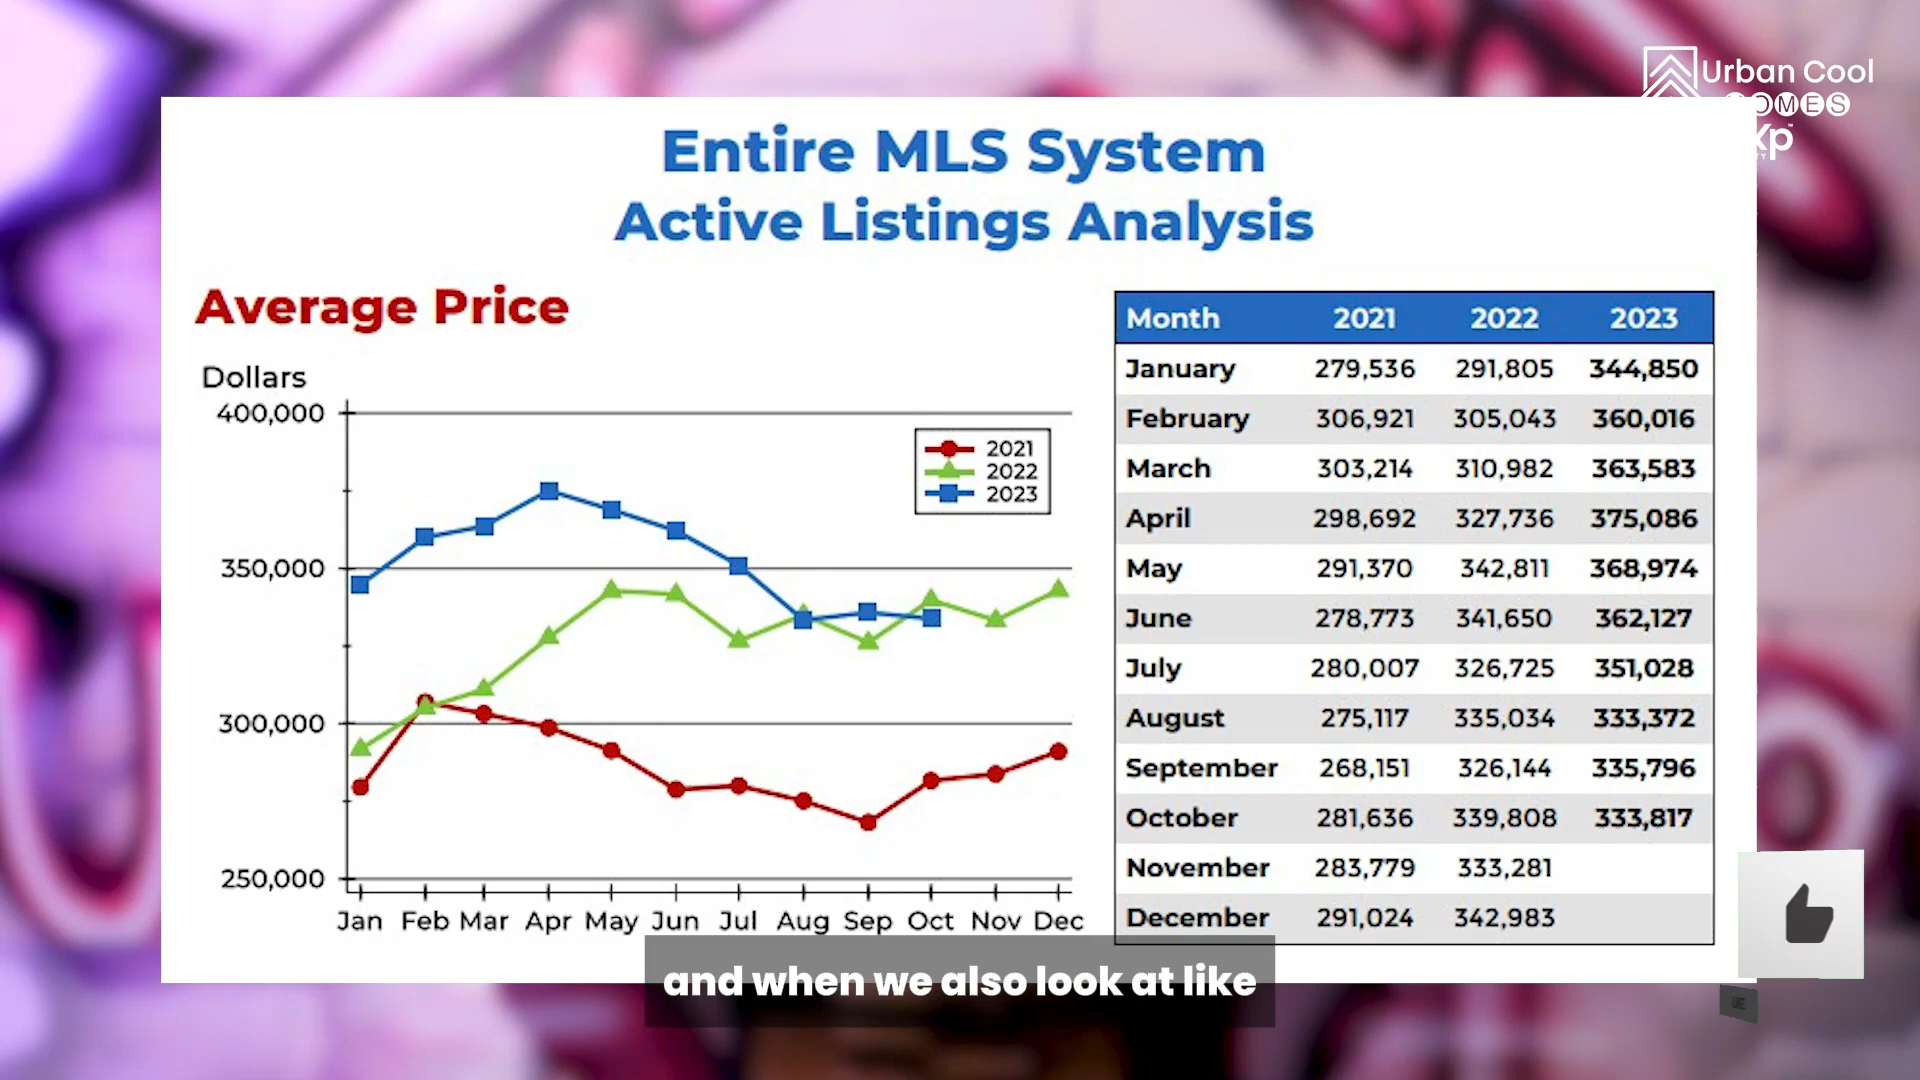 Urban Cool
HOMES
Entire MLS System
Active Listings Analysis
Average Price
Dollars
400,000
350,000
300,000
250,000
2021
2022
2023
Jan Feb Mar Apr May Jun Jul Aug Sep Oct Nov Dec
Month 2021 2022 2023
January 279,536 291,805 344,850
February 306,921 305,043 360,016
March 303,214 310,982 363,583
April 298,692 327,736 375,086
May 291,370 342,811 368,974
June 278,773 341,650 362,127
July 280,007 326,725 351,028
August 275,117 335,034 333,372
September 268,151 326,144 335,796
October 281,636 339,808 333,817
November 283,779 333,281
December 291,024 342,983
and when we also look at like